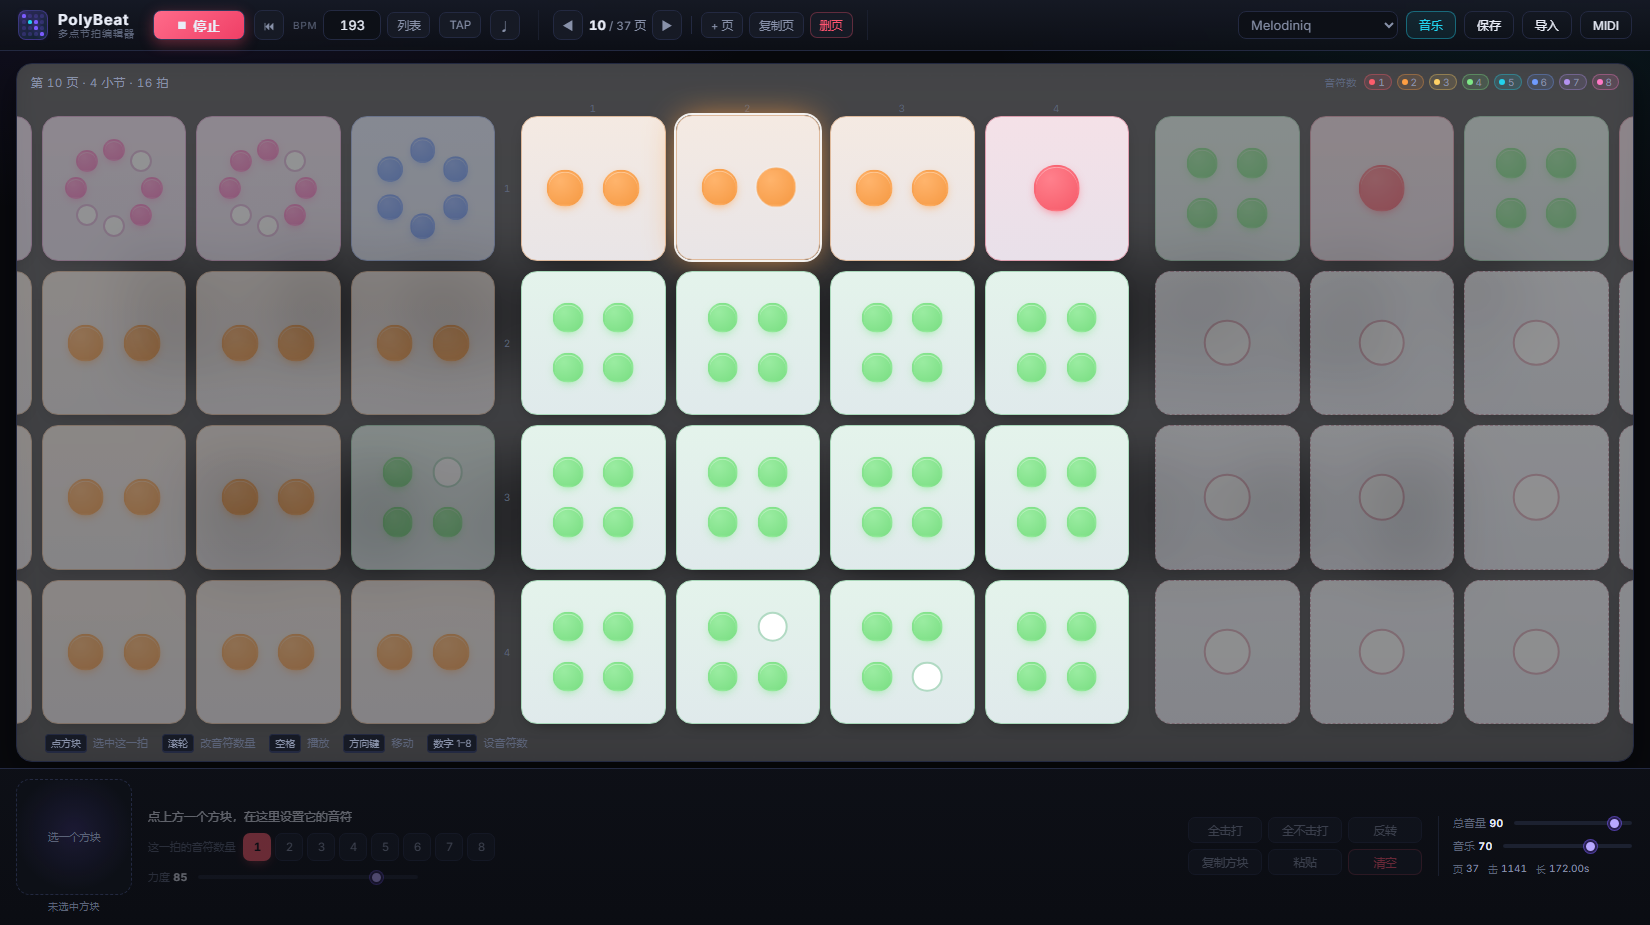 PolyBeat
多点节拍编辑器
停止
BPM 193 列表 TAP ♩
10 / 37 页
+ 页 复制页 删页
Melodiniq
音乐 保存 导入 MIDI
第 10 页 · 4 小节 · 16 拍
音符数 1 2 3 4 5 6 7 8
1 2 3 4
1
2
3
4
点方块 选中这一拍 滚轮 改音符数量 空格 播放 方向键 移动 数字 1-8 设音符数
选一个方块
未选中方块
点上方一个方块，在这里设置它的音符
这一拍的音符数量 1 2 3 4 5 6 7 8
力度 85
全击打 全不击打 反转
复制方块 粘贴 清空
总音量 90
音乐 70
页 37 击 1141 长 172.00s